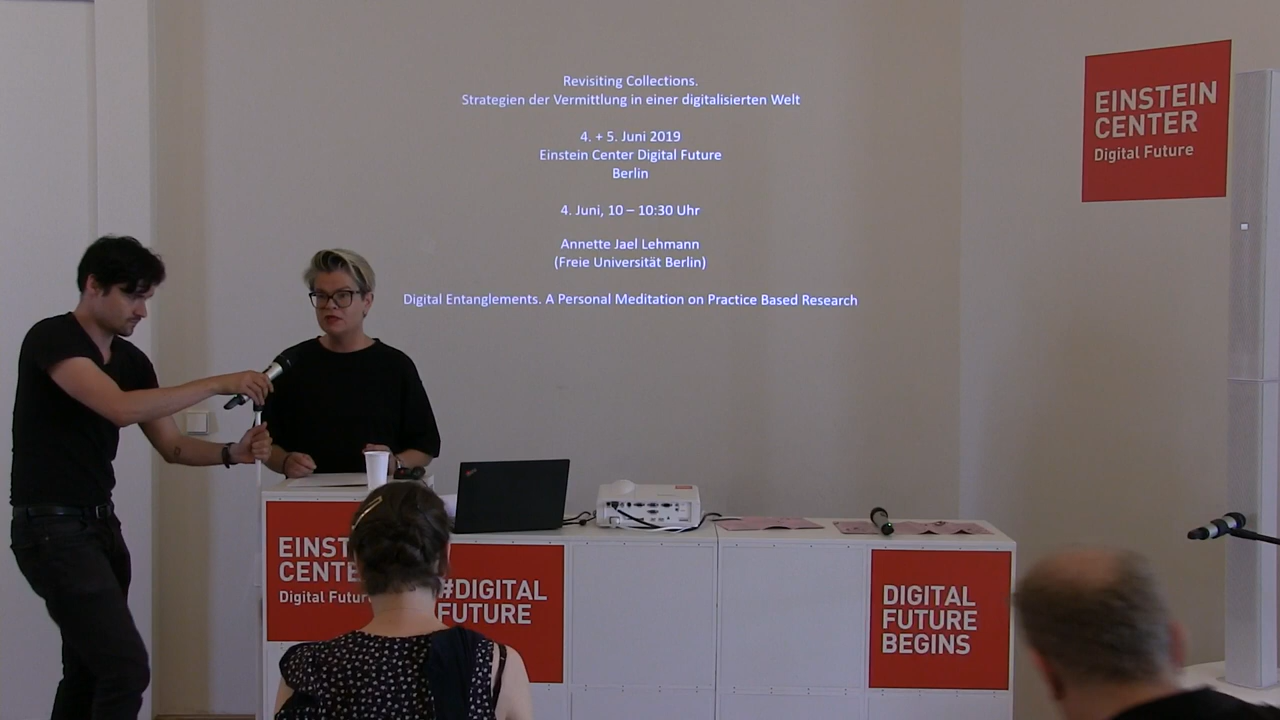 Revisiting Collections.
Strategien der Vermittlung in einer digitalisierten Welt
4. + 5. Juni 2019
Einstein Center Digital Future
Berlin
4. Juni, 10 – 10:30 Uhr
Annette Jael Lehmann
(Freie Universität Berlin)
Digital Entanglements. A Personal Meditation on Practice Based Research
EINSTEIN
CENTER
Digital Future
EINST
CENTE
Digital Futur
#DIGITAL
FUTURE
DIGITAL
FUTURE
BEGINS